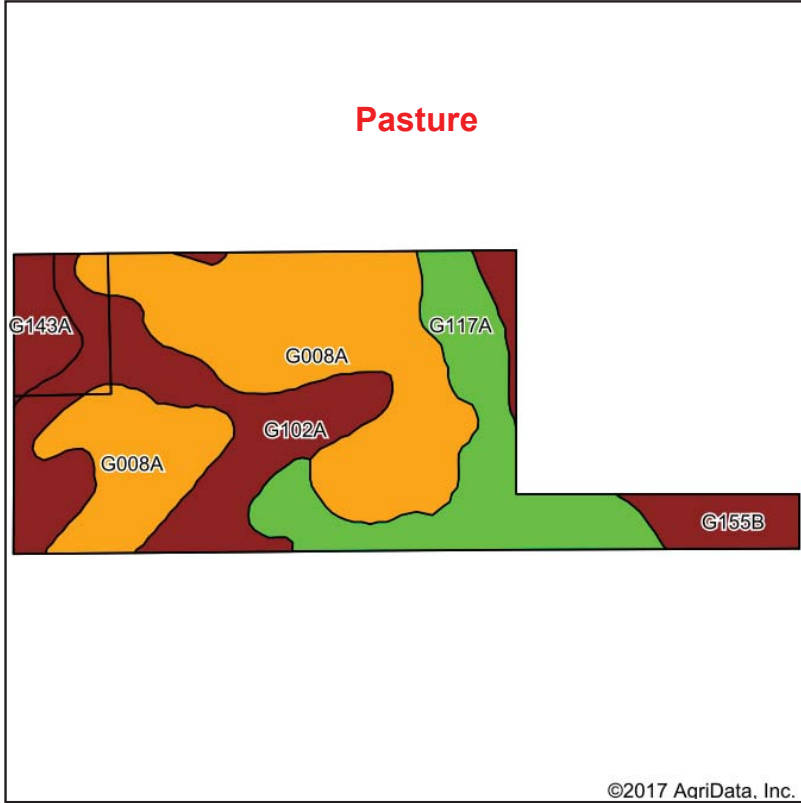 Pasture
G143A
G117A
G008A
G102A
G008A
G155B
©2017 AgriData, Inc.